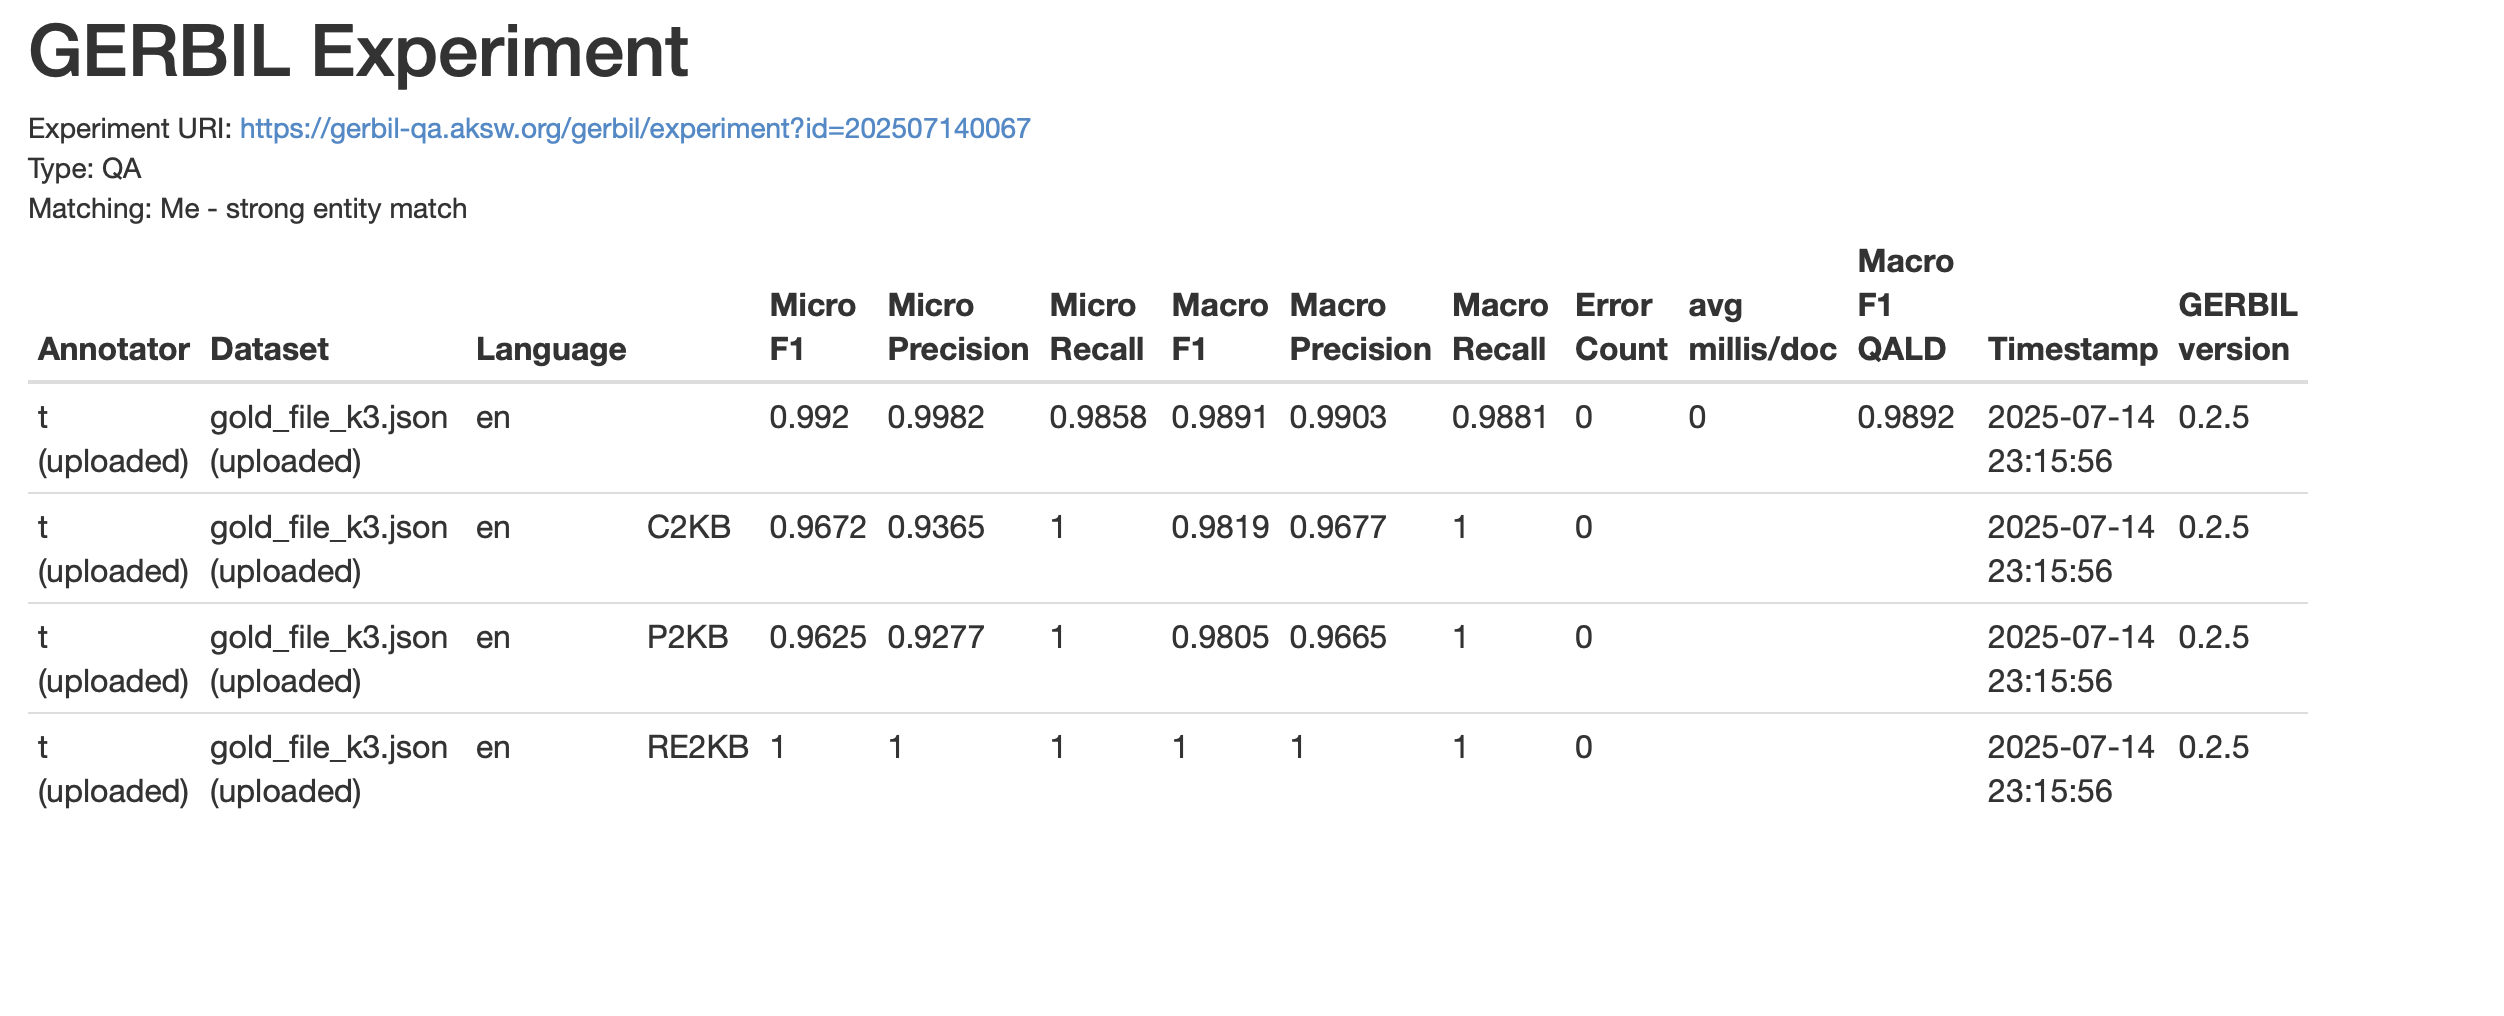 GERBIL Experiment
Experiment URI: https://gerbil-qa.aksw.org/gerbil/experiment?id=202507140067
Type: QA
Matching: Me - strong entity match
Macro
Micro Micro Micro Macro Macro Macro Error avg F1 GERBIL
Annotator Dataset Language F1 Precision Recall F1 Precision Recall Count millis/doc QALD Timestamp version
t gold_file_k3.json en 0.992 0.9982 0.9858 0.9891 0.9903 0.9881 0 0 0.9892 2025-07-14 0.2.5
(uploaded) (uploaded) 23:15:56
t gold_file_k3.json en C2KB 0.9672 0.9365 1 0.9819 0.9677 1 0 2025-07-14 0.2.5
(uploaded) (uploaded) 23:15:56
t gold_file_k3.json en P2KB 0.9625 0.9277 1 0.9805 0.9665 1 0 2025-07-14 0.2.5
(uploaded) (uploaded) 23:15:56
t gold_file_k3.json en RE2KB 1 1 1 1 1 1 0 2025-07-14 0.2.5
(uploaded) (uploaded) 23:15:56